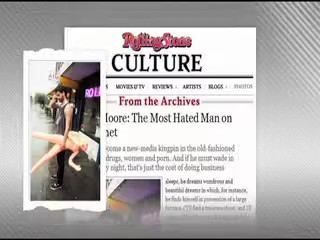 RollingStone
CULTURE
MOVIES & TV REVIEWS ARTISTS BLOGS PHOTOS
From the Archives
Moore: The Most Hated Man on
net
come a new-media kingpin in the old-fashioned
drugs, women and porn. And if he must wade in
y night, that's just the cost of doing business
sleeps, he dreams wondrous and
beautiful dreams in which, for instance,
he finds himself in possession of a large